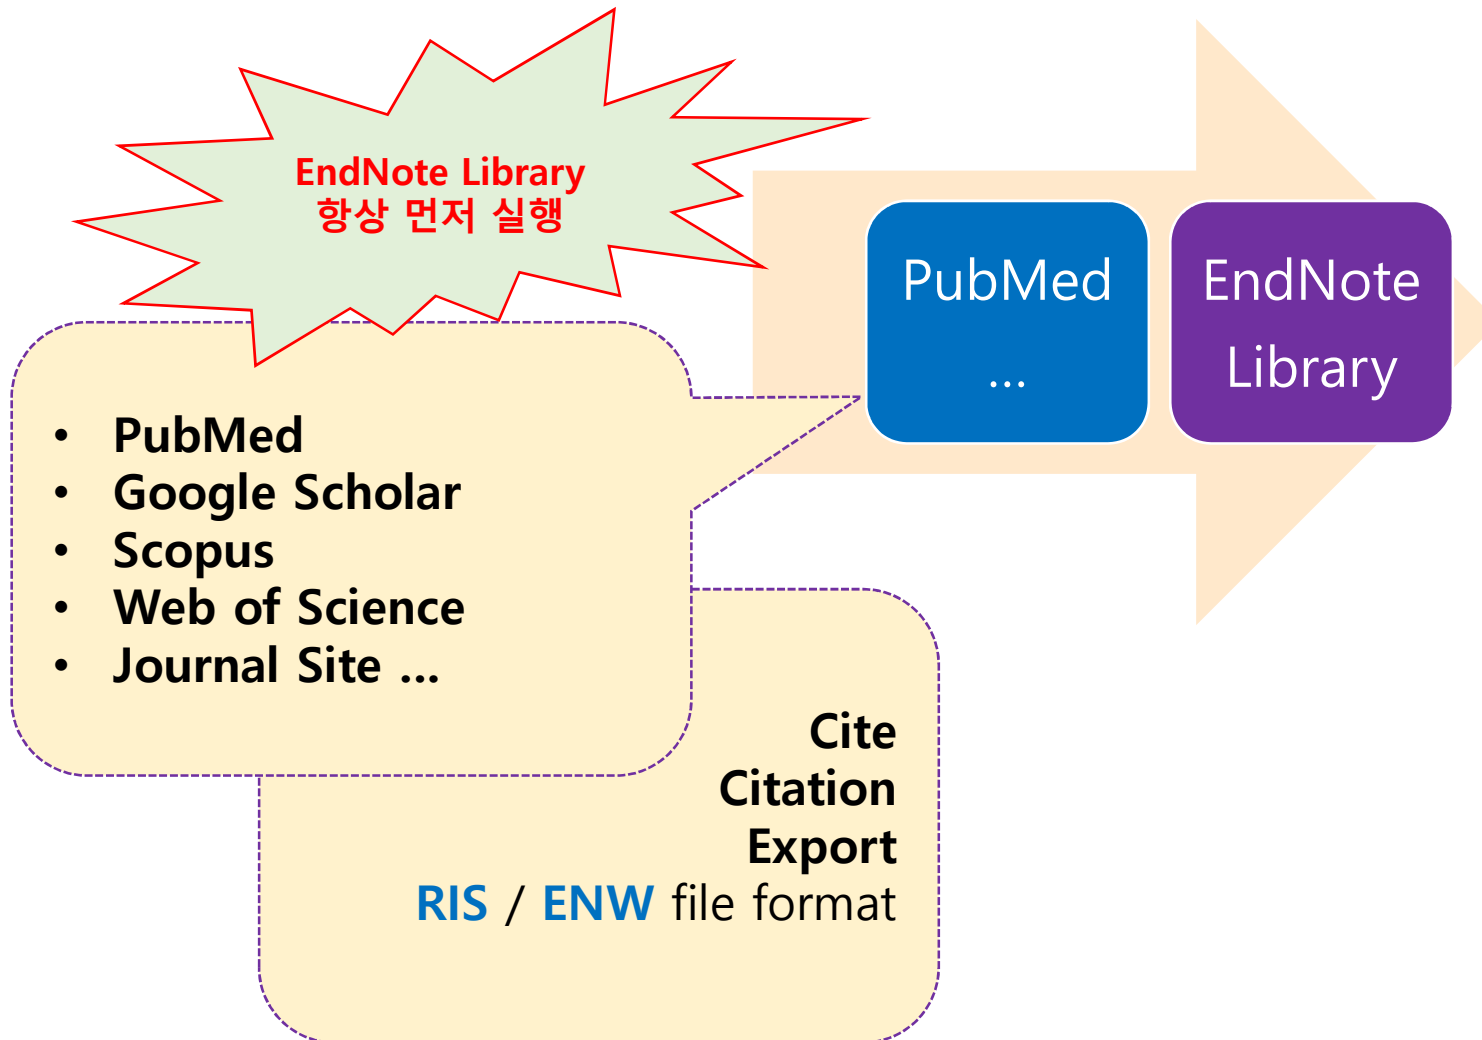 EndNote Library
항상 먼저 실행
PubMed
...
EndNote
Library
• PubMed
• Google Scholar
• Scopus
• Web of Science
• Journal Site ...
Cite
Citation
Export
RIS / ENW file format